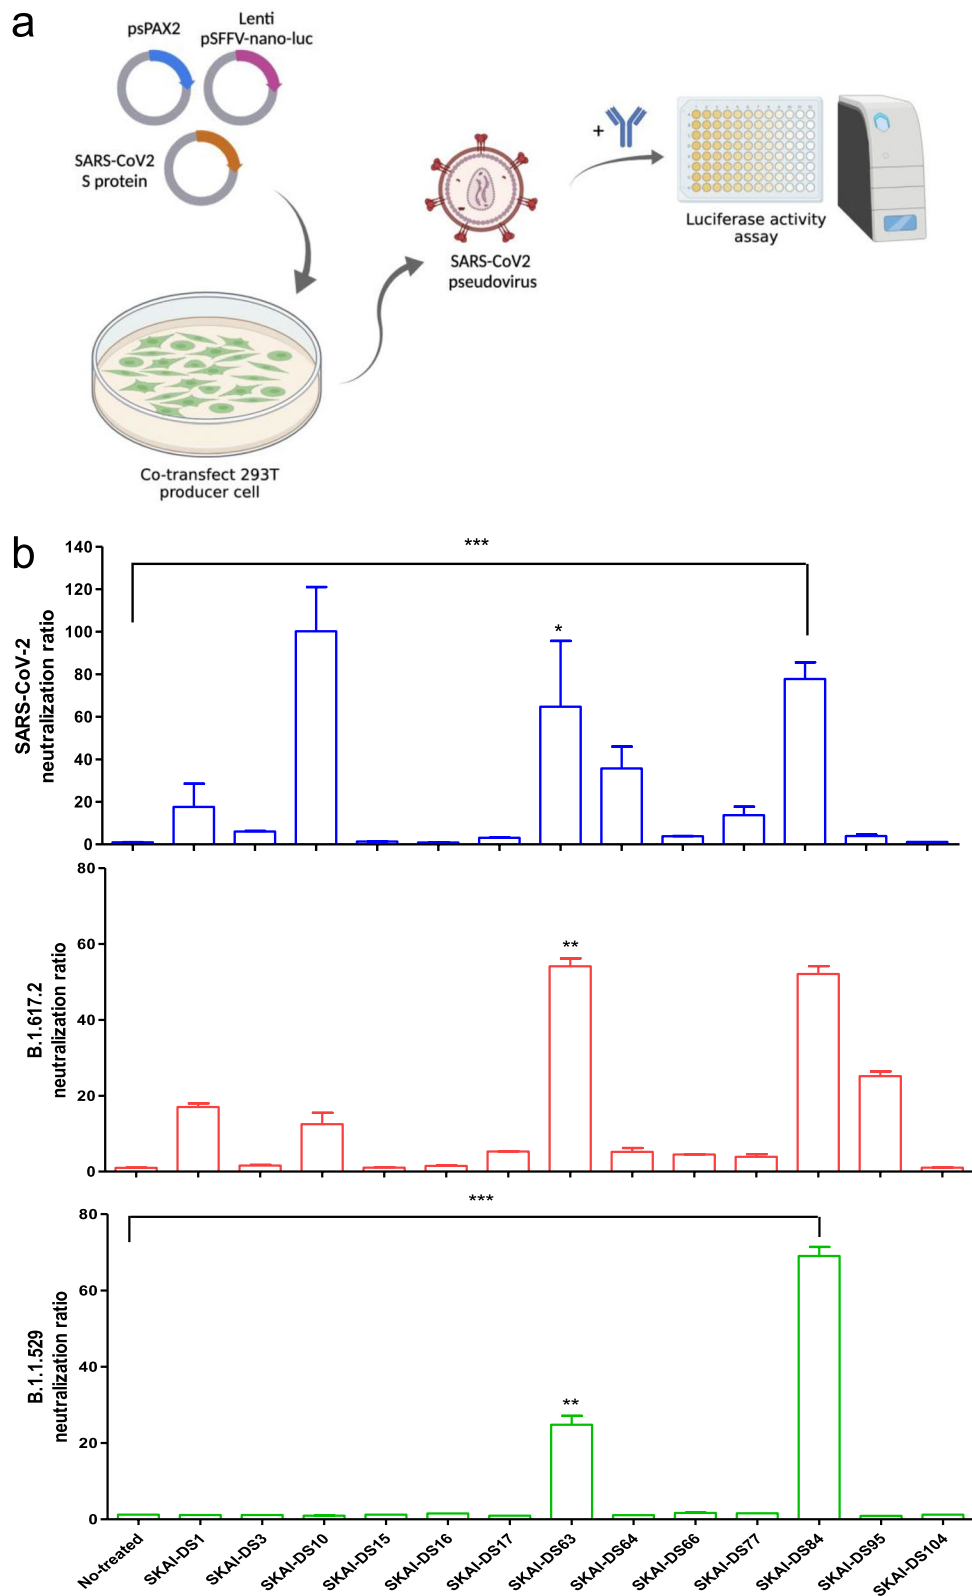 a
psPAX2
Lenti
pSFFV-nano-luc
SARS-CoV2
S protein
+
SARS-CoV2
pseudovirus
Luciferase activity
assay
Co-transfect 293T
producer cell
b
***
*
140
120
100
80
60
40
20
0
SARS-CoV-2
neutralization ratio
**
80
60
40
20
0
B.1.617.2
neutralization ratio
***
**
80
60
40
20
0
B.1.1.529
neutralization ratio
No-treated
SKAI-DS1
SKAI-DS3
SKAI-DS10
SKAI-DS15
SKAI-DS16
SKAI-DS17
SKAI-DS63
SKAI-DS64
SKAI-DS66
SKAI-DS77
SKAI-DS84
SKAI-DS95
SKAI-DS104